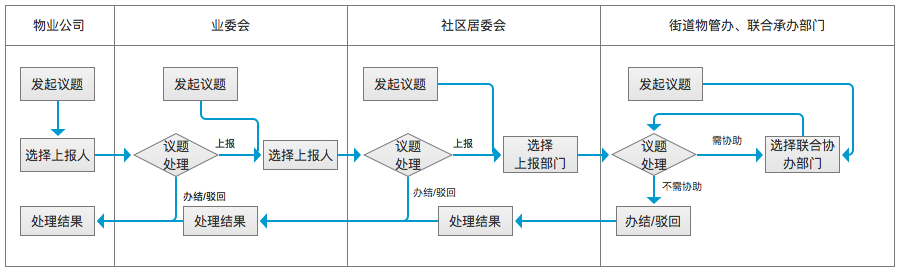 物业公司
业委会
社区居委会
街道物管办、联合承办部门
发起议题
发起议题
发起议题
发起议题
选择上报人
议题
处理
上报
选择上报人
议题
处理
上报
选择
上报部门
议题
处理
需协助
选择联合协
办部门
办结/驳回
办结/驳回
不需协助
处理结果
处理结果
处理结果
办结/驳回